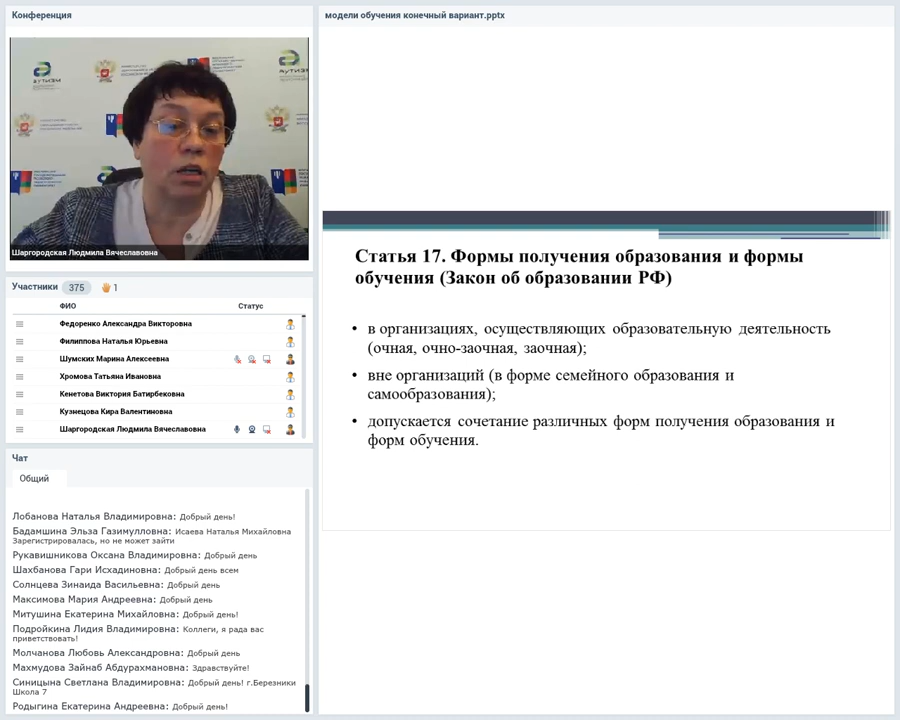 Конференция
аутизм
аутизм
Шаргородская Людмила Вячеславовна
Участники 375 1
ФИО Статус
Федоренко Александра Викторовна
Филиппова Наталья Юрьевна
Шумских Марина Алексеевна
Хромова Татьяна Ивановна
Кенетова Виктория Батирбековна
Кузнецова Кира Валентиновна
Шаргородская Людмила Вячеславовна
Чат
Общий
Лобанова Наталья Владимировна: Добрый день!
Бадамшина Эльза Газимулловна: Исаева Наталья Михайловна
Зарегистрировалась, но не может зайти
Рукавишникова Оксана Владимировна: Добрый день
Шахбанова Гари Исхадиновна: Добрый день всем
Солнцева Зинаида Васильевна: Добрый день
Максимова Мария Андреевна: Добрый день
Митушина Екатерина Михайловна: Добрый день!
Подройкина Лидия Владимировна: Коллеги, я рада вас
приветствовать!
Молчанова Любовь Александровна: Добрый день
Махмудова Зайнаб Абдурахмановна: Здравствуйте!
Синицына Светлана Владимировна: Добрый день! г.Березники
Школа 7
Родыгина Екатерина Андреевна: Добрый день!
модели обучения конечный вариант.pptx
Статья 17. Формы получения образования и формы
обучения (Закон об образовании РФ)
• в организациях, осуществляющих образовательную деятельность
(очная, очно-заочная, заочная);
• вне организаций (в форме семейного образования и
самообразования);
• допускается сочетание различных форм получения образования и
форм обучения.